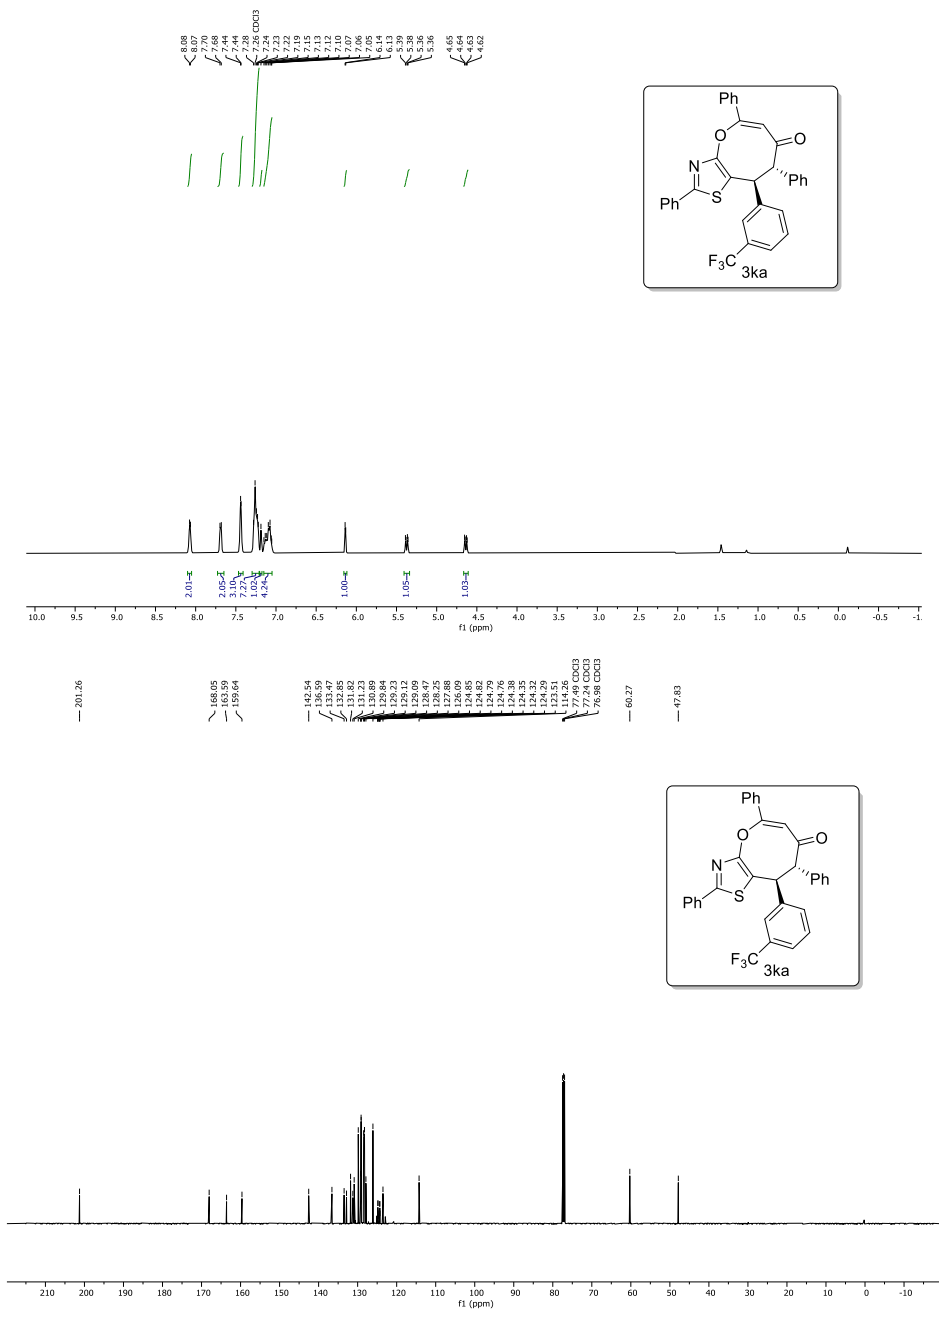 8.08
8.07
7.70
7.68
7.44
7.44
7.28
7.26 CDCl3
7.24
7.23
7.22
7.19
7.15
7.13
7.12
7.10
7.07
7.06
7.05
6.14
6.13
5.39
5.38
5.36
5.36
4.65
4.64
4.63
4.62
Ph
O
O
N
Ph
S
Ph
F3C
3ka
2.01
2.05
3.10
7.27
1.02
4.24
1.00
1.05
1.03
10.0 9.5 9.0 8.5 8.0 7.5 7.0 6.5 6.0 5.5 5.0 4.5 4.0 3.5 3.0 2.5 2.0 1.5 1.0 0.5 0.0 -0.5 -1.
f1 (ppm)
201.26
168.05
163.59
159.64
142.54
136.59
133.47
132.85
131.82
131.23
130.89
129.84
129.23
129.12
129.09
128.47
128.25
127.88
126.09
124.85
124.82
124.79
124.76
124.38
124.35
124.32
124.29
123.51
114.26
77.49 CDCl3
77.24 CDCl3
76.98 CDCl3
60.27
47.83
Ph
O
O
N
Ph
S
Ph
F3C
3ka
210 200 190 180 170 160 150 140 130 120 110 100 90 80 70 60 50 40 30 20 10 0 -10
f1 (ppm)